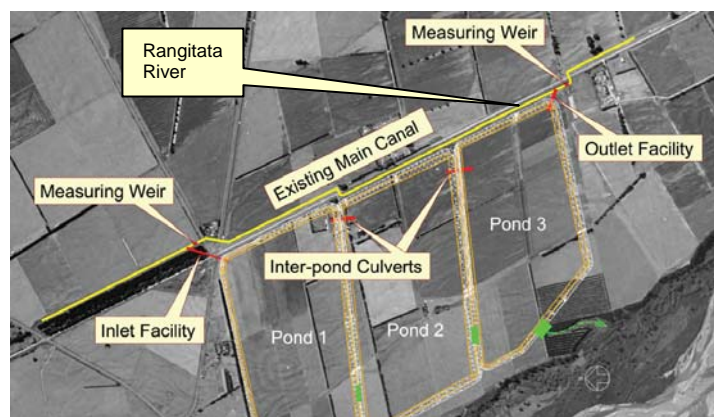 Measuring Weir
Rangitata
River
Existing Main Canal
Outlet Facility
Measuring Weir
Pond 3
Inter-pond Culverts
Inlet Facility
Pond 1
Pond 2